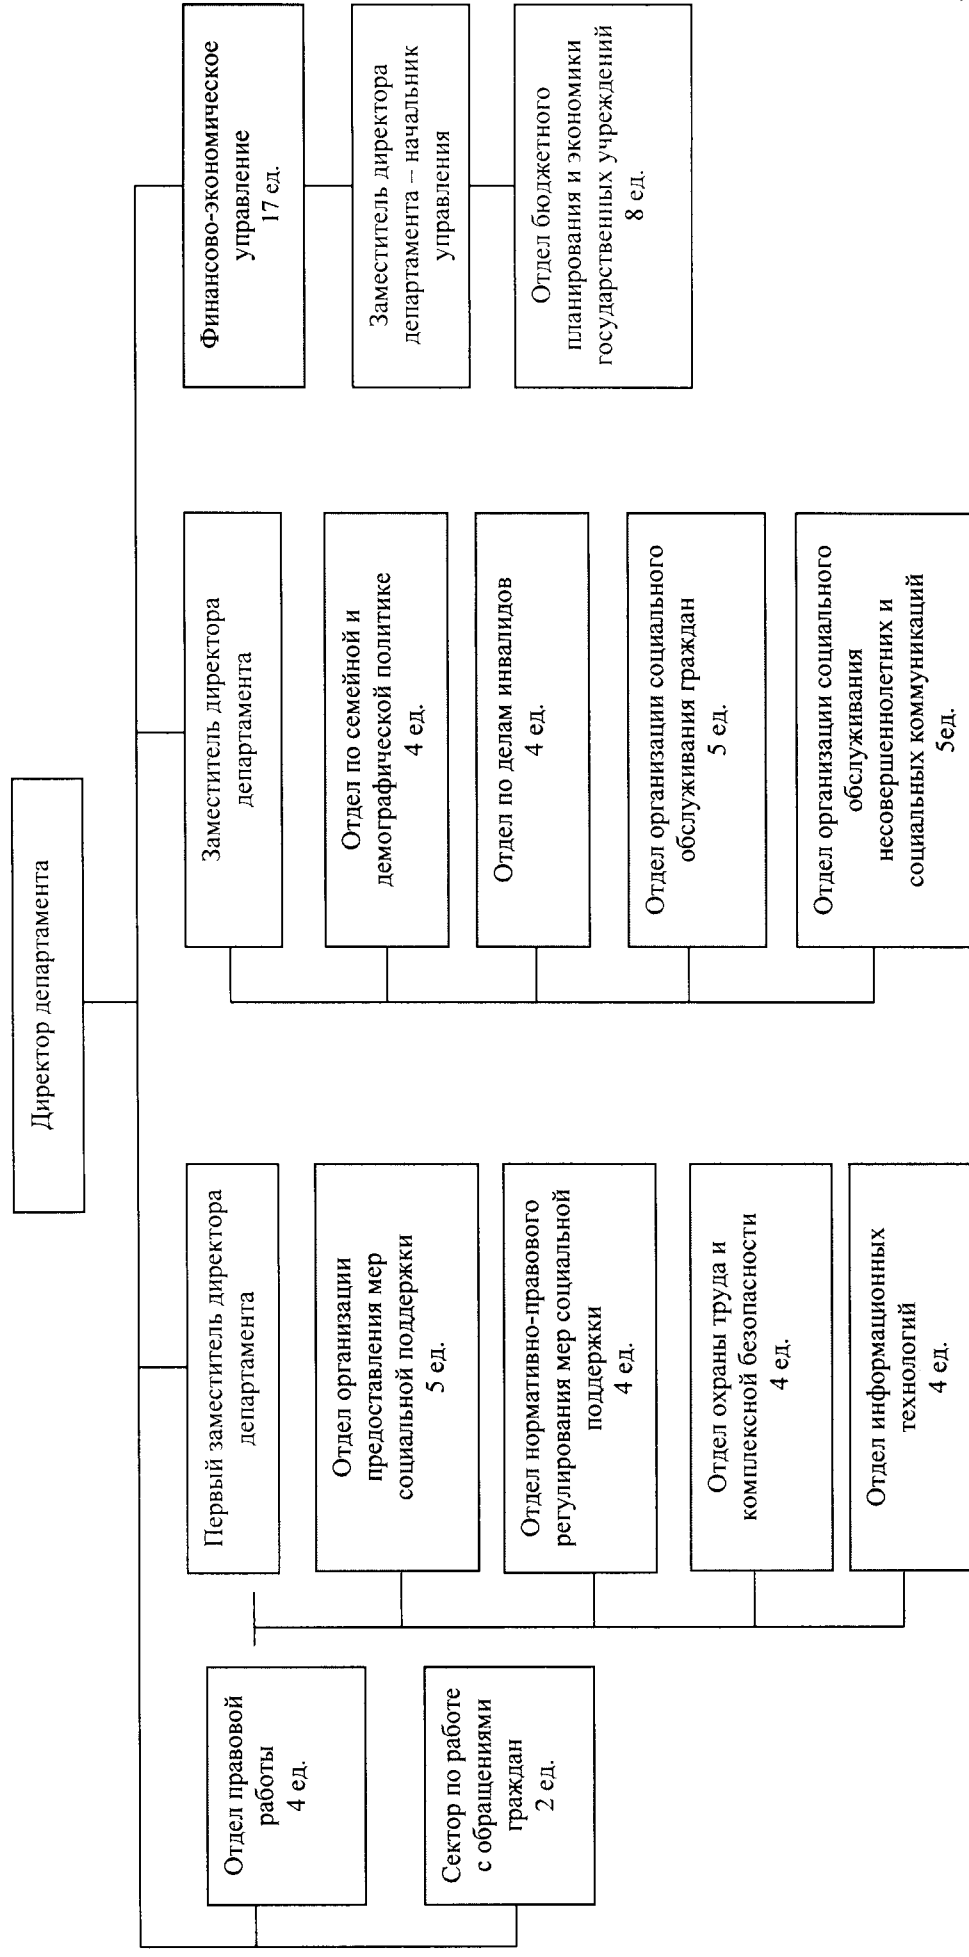 Директор департамента
Отдел правовой
работы
4 ед.
Сектор по работе
с обращениями
граждан
2 ед.
Первый заместитель директора
департамента
Отдел организации
предоставления мер
социальной поддержки
5 ед.
Отдел нормативно-правового
регулирования мер социальной
поддержки
4 ед.
Отдел охраны труда и
комплексной безопасности
4 ед.
Отдел информационных
технологий
4 ед.
Заместитель директора
департамента
Отдел по семейной и
демографической политике
4 ед.
Отдел по делам инвалидов
4 ед.
Отдел организации социального
обслуживания граждан
5 ед.
Отдел организации социального
обслуживания
несовершеннолетних и
социальных коммуникаций
5ед.
Финансово-экономическое
управление
17 ед.
Заместитель директора
департамента – начальник
управления
Отдел бюджетного
планирования и экономики
государственных учреждений
8 ед.